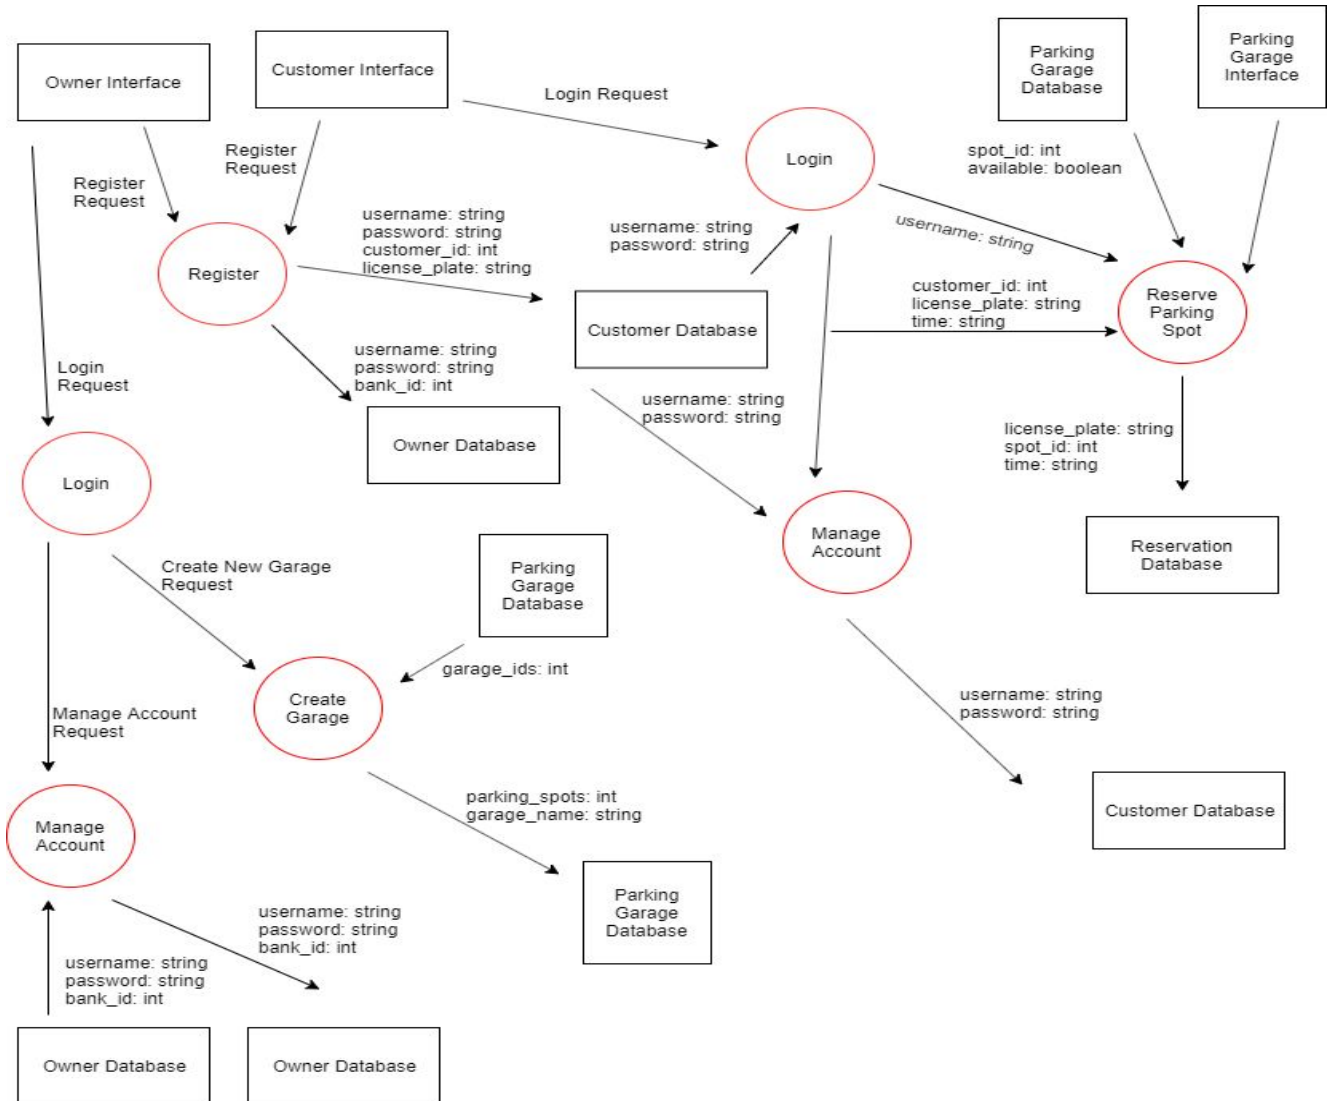 Owner Interface
Customer Interface
Login Request
Parking
Garage
Database
Parking
Garage
Interface
Register
Request
Register
Request
Login
spot_id: int
available: boolean
username: string
password: string
customer_id: int
license_plate: string
username: string
password: string
username: string
Register
Customer Database
customer_id: int
license_plate: string
time: string
Reserve
Parking
Spot
Login
Request
username: string
password: string
bank_id: int
username: string
password: string
Owner Database
license_plate: string
spot_id: int
time: string
Login
Manage
Account
Reservation
Database
Create New Garage
Request
Parking
Garage
Database
garage_ids: int
Create
Garage
Manage Account
Request
username: string
password: string
parking_spots: int
garage_name: string
Customer Database
Manage
Account
Parking
Garage
Database
username: string
password: string
bank_id: int
username: string
password: string
bank_id: int
Owner Database
Owner Database